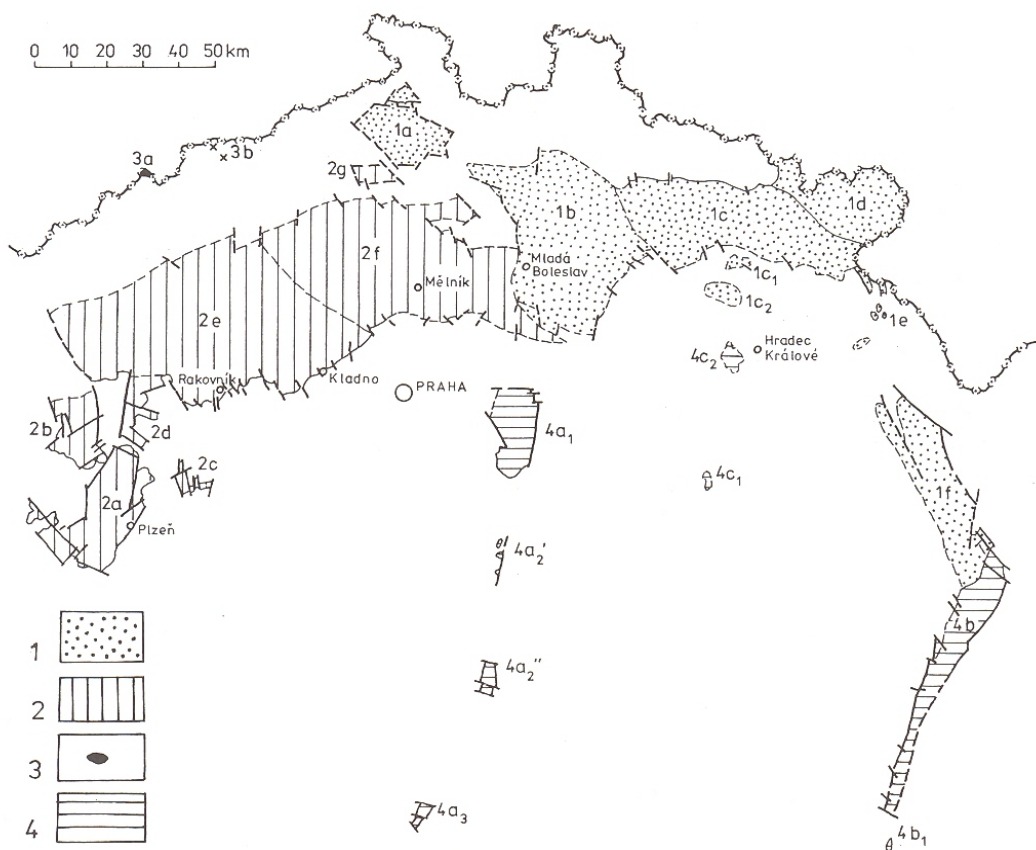 0 10 20 30 40 50 km
1a
3a
3b
2g
1b
1c
1d
2f
Mladá
Boleslav
1c₁
Mělník
1c₂
2e
1e
4c₂
Hradec
Králové
Rakovník
Kladno
PRAHA
2b
2d
4a₁
2c
4c₁
2a
1f
Plzeň
4a₂'
4b
1
4a₂''
2
3
4a₃
4
4b₁